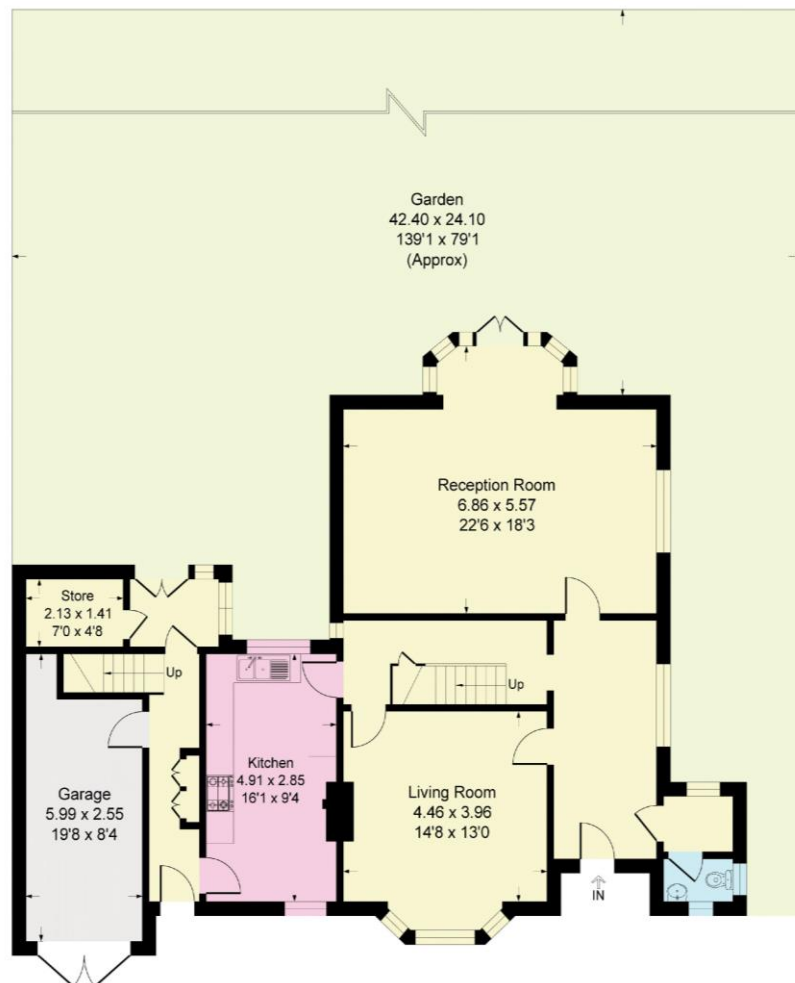 Garden
42.40 x 24.10
139'1 x 79'1
(Approx)
Reception Room
6.86 x 5.57
22'6 x 18'3
Store
2.13 x 1.41
7'0 x 4'8
Up
Up
Kitchen
4.91 x 2.85
16'1 x 9'4
Living Room
4.46 x 3.96
14'8 x 13'0
Garage
5.99 x 2.55
19'8 x 8'4
IN